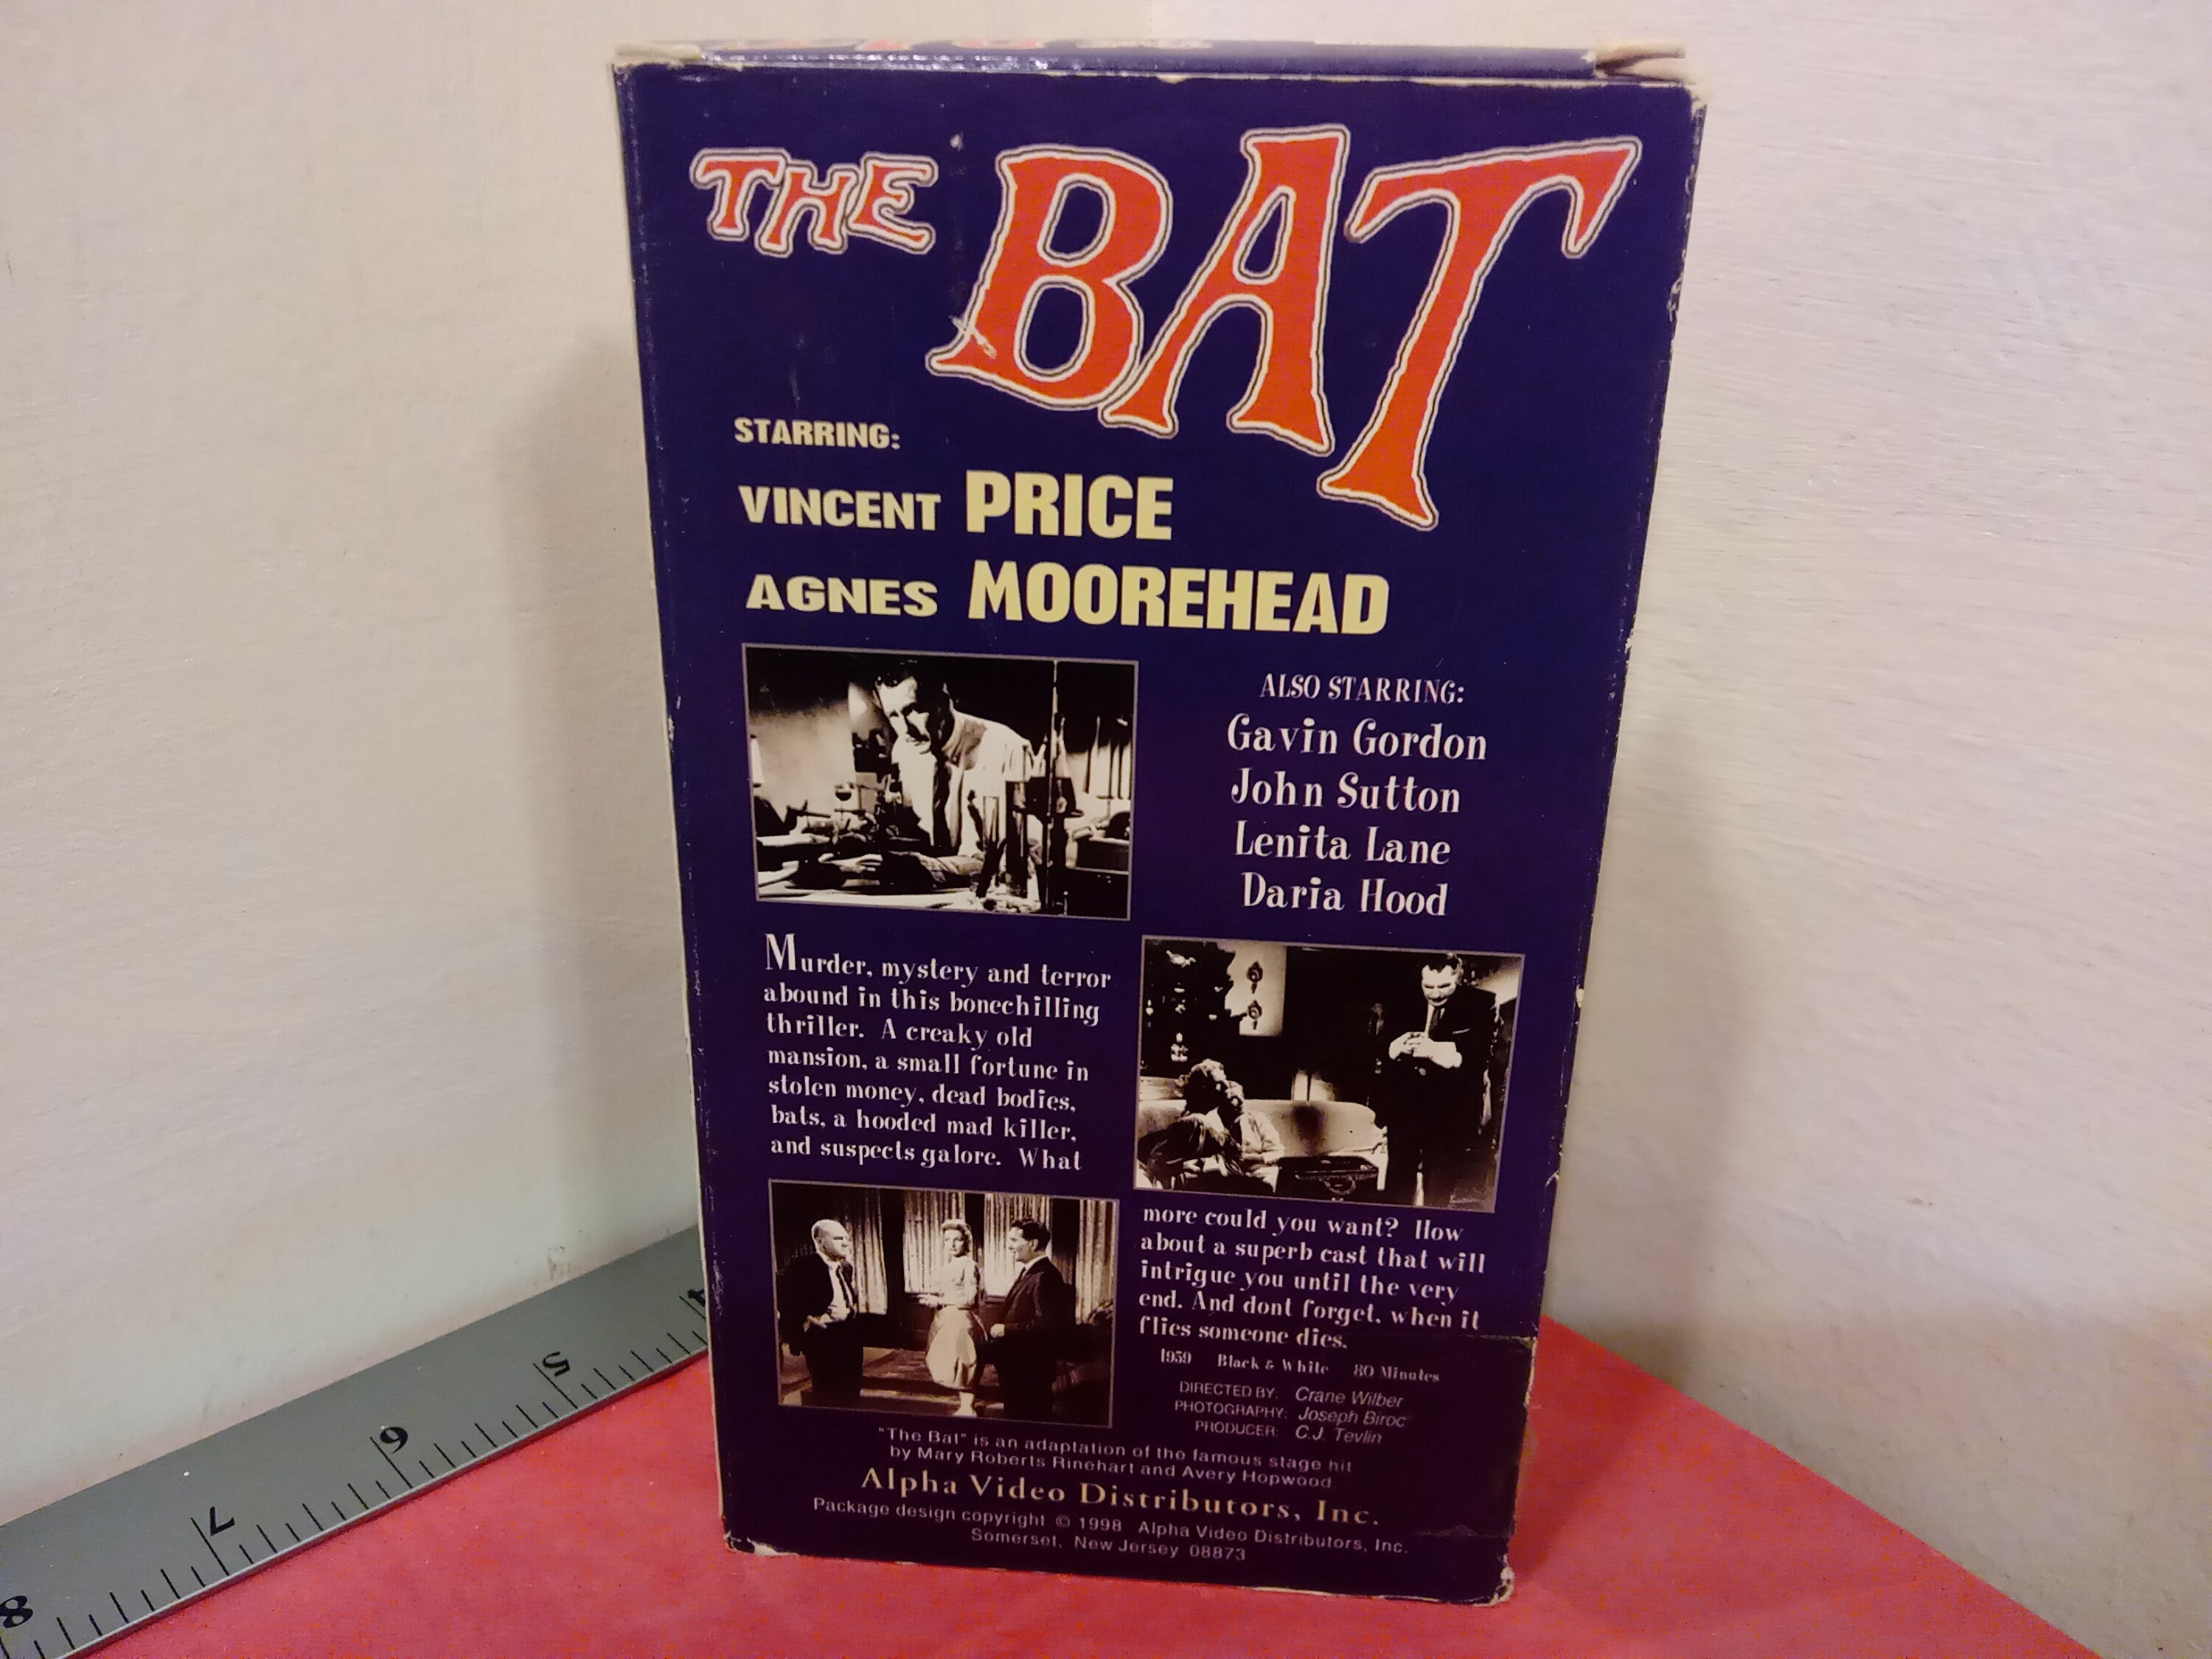 THE BAT
STARRING:
VINCENT PRICE
AGNES MOOREHEAD
ALSO STARRING:
Gavin Gordon
John Sutton
Lenita Lane
Daria Hood
Murder, mystery and terror
abound in this bonechilling
thriller. A creaky old
mansion, a small fortune in
stolen money, dead bodies,
bats, a hooded mad killer,
and suspects galore. What
more could you want? How
about a superb cast that will
intrigue you until the very
end. And dont forget, when it
flies someone dies.
1959 Black & White 80 Minutes
DIRECTED BY: Crane Wilber
PHOTOGRAPHY: Joseph Biroc
PRODUCER: C.J. Tevlin
"The Bat" is an adaptation of the famous stage hit
by Mary Roberts Rinehart and Avery Hopwood
Alpha Video Distributors, Inc.
Package design copyright © 1998 Alpha Video Distributors, Inc.
Somerset, New Jersey 08873
4
5
6
7
8